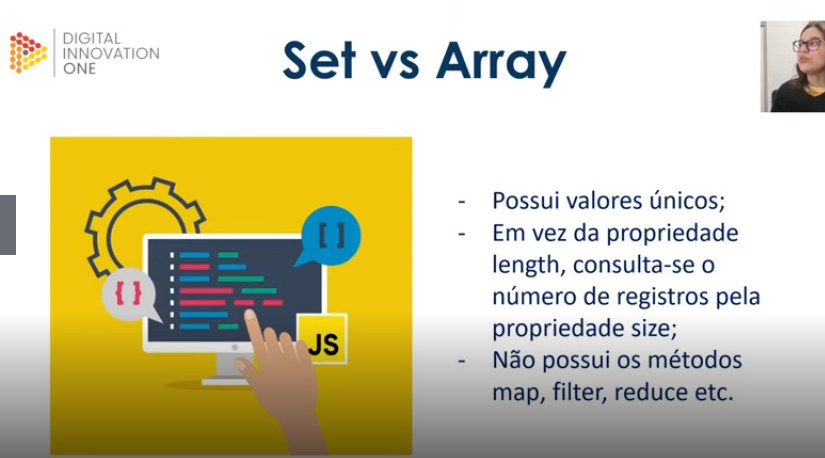 DIGITAL
INNOVATION
ONE
Set vs Array
[ ]
{ }
JS
- Possui valores únicos;
- Em vez da propriedade
length, consulta-se o
número de registros pela
propriedade size;
- Não possui os métodos
map, filter, reduce etc.